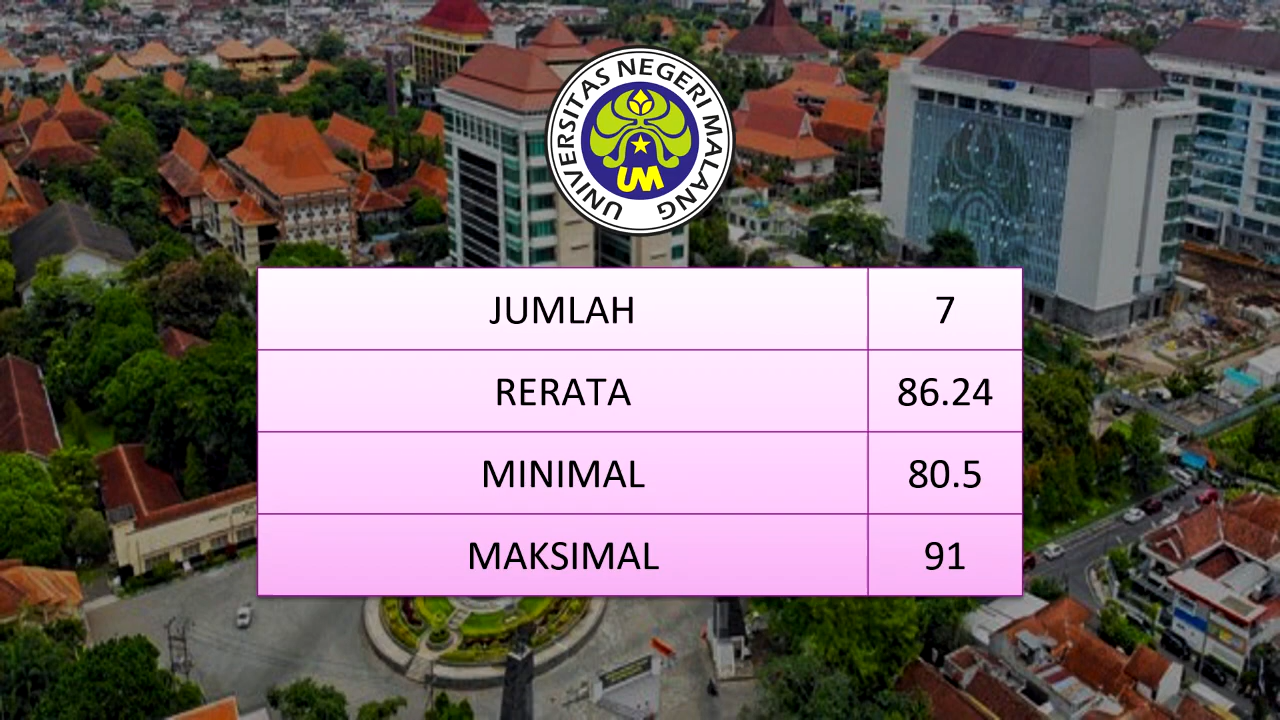 UNIVERSITAS NEGERI MALANG
UM
JUMLAH 7
RERATA 86.24
MINIMAL 80.5
MAKSIMAL 91